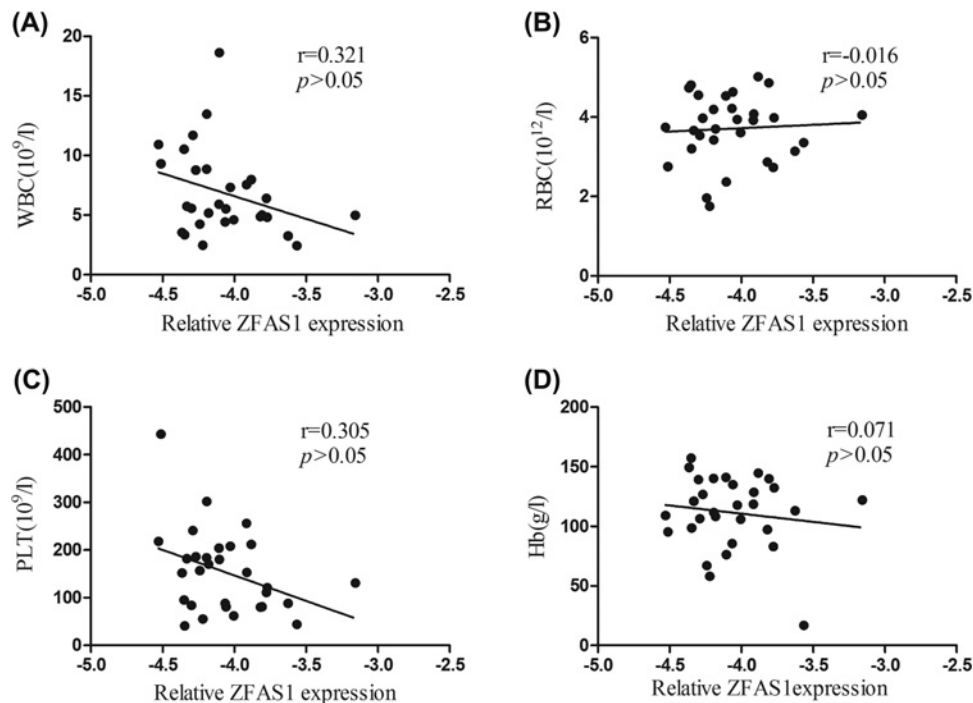 (A)
20
15
10
5
0
WBC(10⁹/l)
r=0.321
p>0.05
-5.0 -4.5 -4.0 -3.5 -3.0 -2.5
Relative ZFAS1 expression
(B)
6
4
2
0
RBC(10¹²/l)
r=-0.016
p>0.05
-5.0 -4.5 -4.0 -3.5 -3.0 -2.5
Relative ZFAS1 expression
(C)
500
400
300
200
100
0
PLT(10⁹/l)
r=0.305
p>0.05
-5.0 -4.5 -4.0 -3.5 -3.0 -2.5
Relative ZFAS1 expression
(D)
200
150
100
50
0
Hb(g/l)
r=0.071
p>0.05
-5.0 -4.5 -4.0 -3.5 -3.0 -2.5
Relative ZFAS1expression